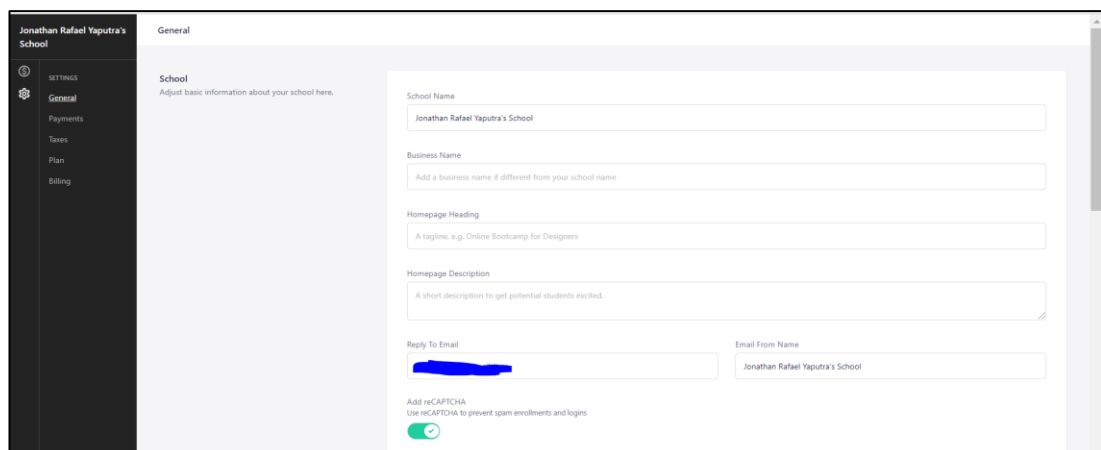 Jonathan Rafael Yaputra's
School
General
SETTINGS
General
Payments
Taxes
Plan
Billing
School
Adjust basic information about your school here.
School Name
Jonathan Rafael Yaputra's School
Business Name
Add a business name if different from your school name
Homepage Heading
A tagline, e.g. Online Bootcamp for Designers
Homepage Description
A short description to get potential students excited.
Reply To Email
Email From Name
Jonathan Rafael Yaputra's School
Add reCAPTCHA
Use reCAPTCHA to prevent spam enrollments and logins